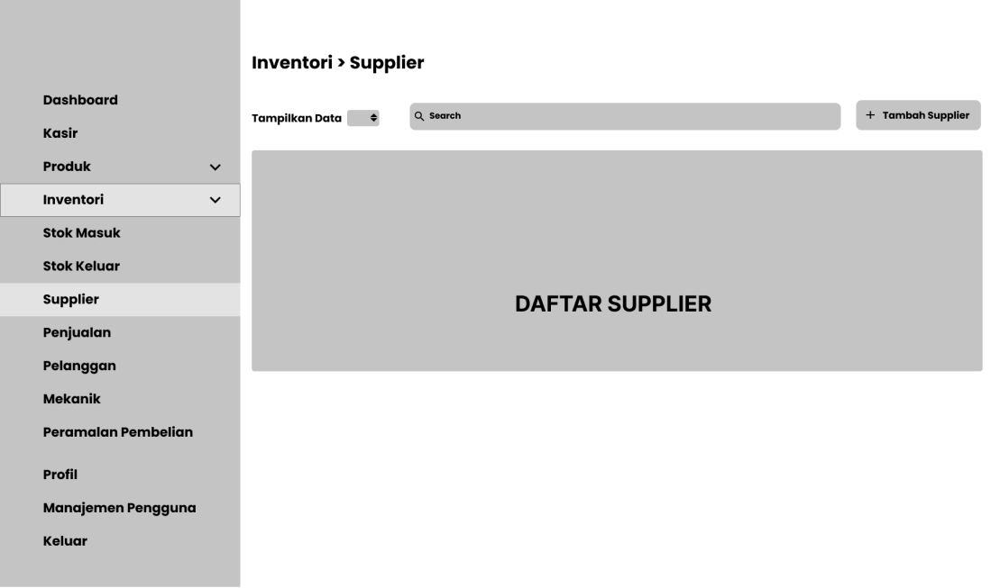 Dashboard
Kasir
Produk
Inventori
Stok Masuk
Stok Keluar
Supplier
Penjualan
Pelanggan
Mekanik
Peramalan Pembelian
Profil
Manajemen Pengguna
Keluar
Inventori > Supplier
Tampilkan Data
Search
+ Tambah Supplier
DAFTAR SUPPLIER